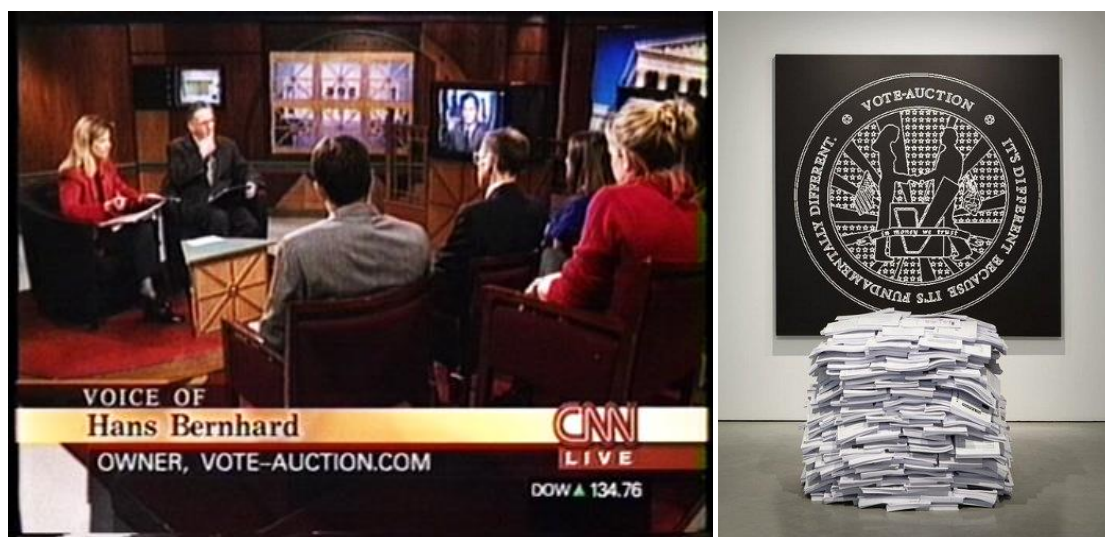 VOICE OF
Hans Bernhard
OWNER, VOTE-AUCTION.COM
CNN
LIVE
DOW ▲ 134.76
VOTE-AUCTION
IT'S DIFFERENT BECAUSE IT'S FUNDAMENTALLY DIFFERENT.
in money we trust